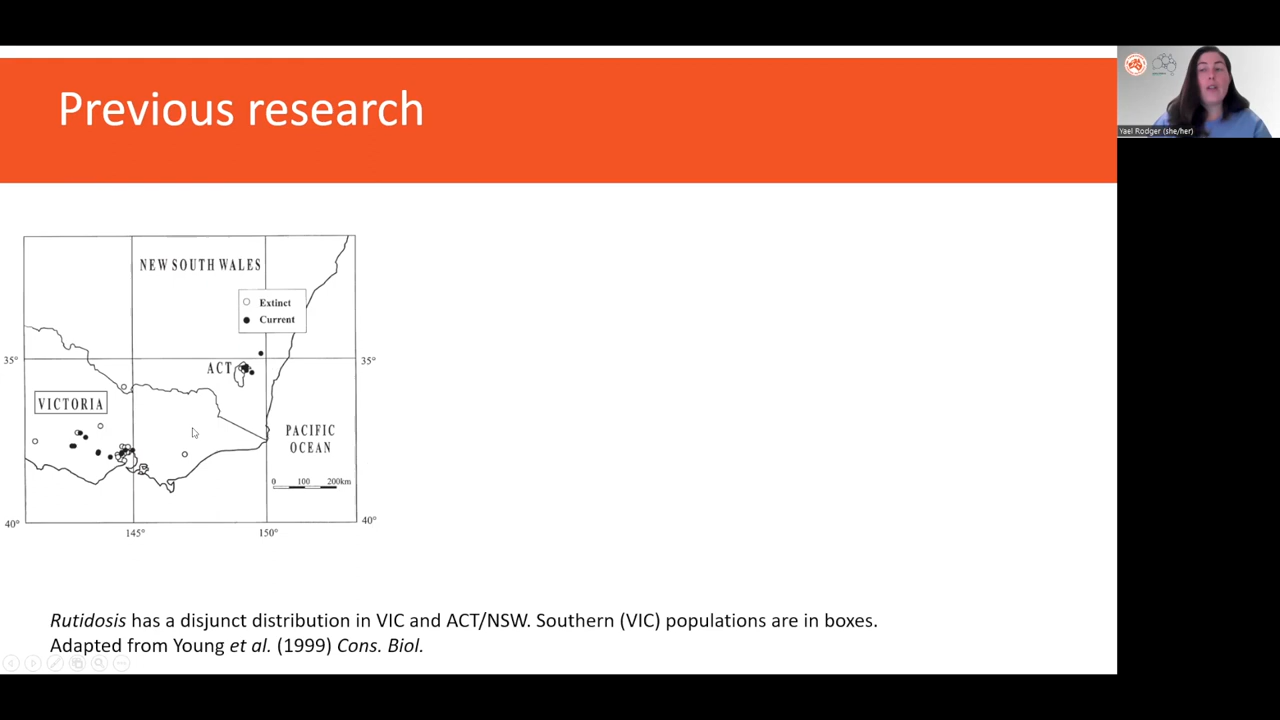 Previous research
NEW SOUTH WALES
Extinct
Current
35°
35°
ACT
VICTORIA
PACIFIC
OCEAN
0 100 200km
40°
40°
145°
150°
Rutidosis has a disjunct distribution in VIC and ACT/NSW. Southern (VIC) populations are in boxes.
Adapted from Young et al. (1999) Cons. Biol.
Yael Rodger (she/her)